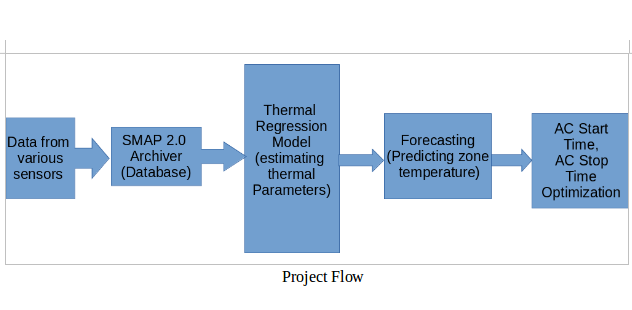 Data from
various
sensors
SMAP 2.0
Archiver
(Database)
Thermal
Regression
Model
(estimating
thermal
Parameters)
Forecasting
(Predicting zone
temperature)
AC Start
Time,
AC Stop
Time
Optimization
Project Flow